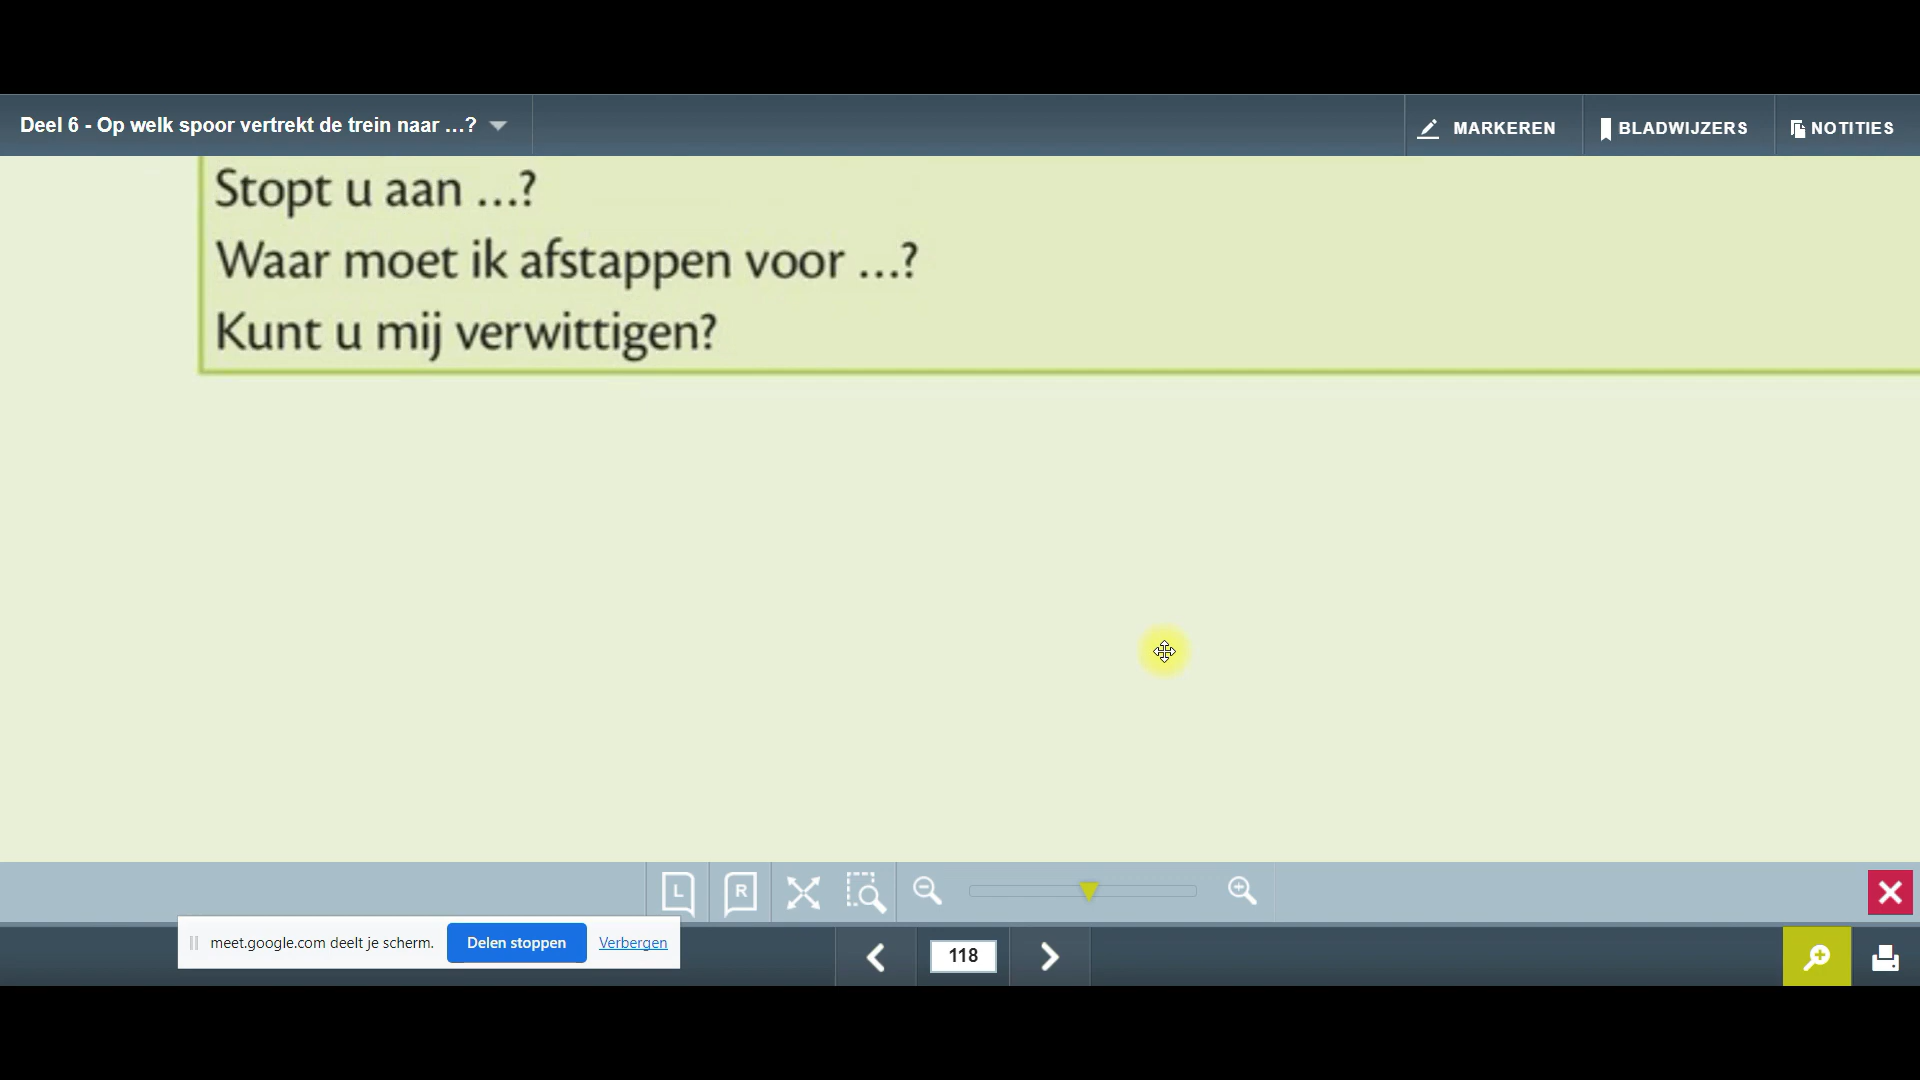 Deel 6 - Op welk spoor vertrekt de trein naar ...?
MARKEREN
BLADWIJZERS
NOTITIES
Stopt u aan ...?
Waar moet ik afstappen voor ...?
Kunt u mij verwittigen?
L
R
meet.google.com deelt je scherm.
Delen stoppen
Verbergen
118